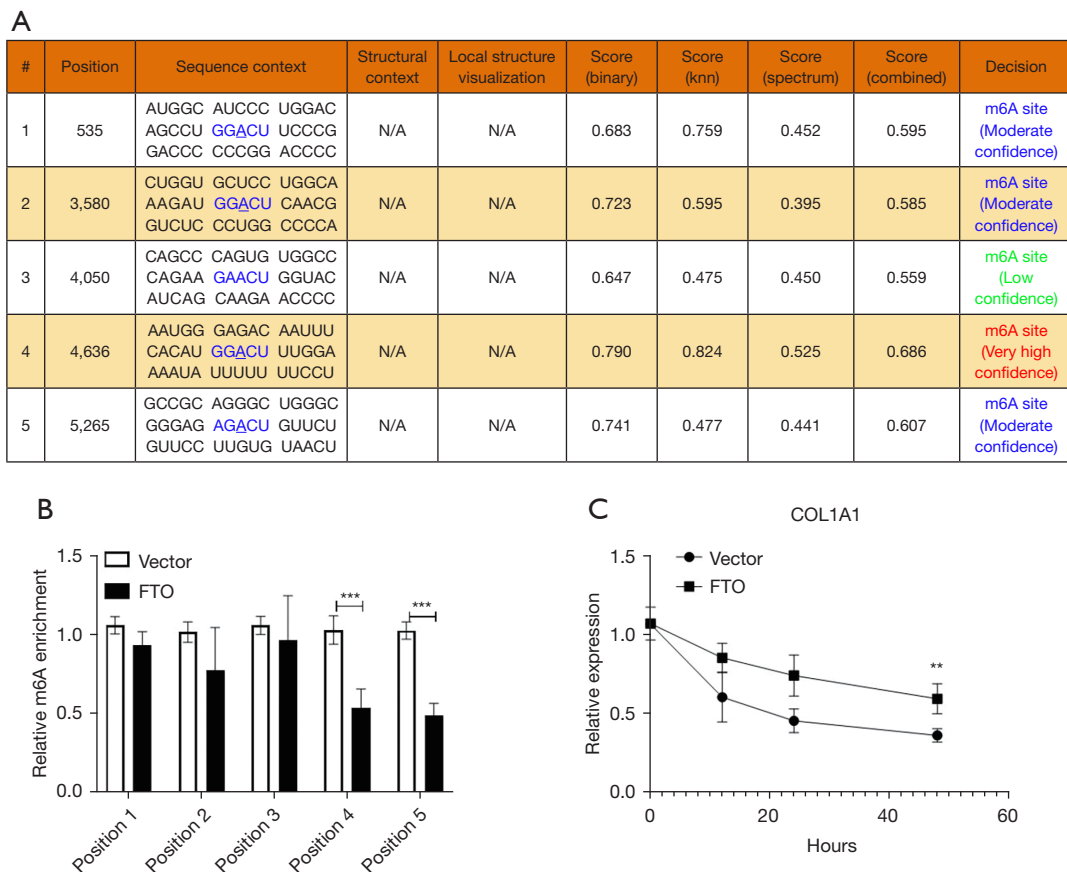 A
# Position Sequence context Structural context Local structure visualization Score (binary) Score (knn) Score (spectrum) Score (combined) Decision
1 535 AUGGC AUCCC UGGAC
AGCCU GGACU UCCCG
GACCC CCCGG ACCCC
N/A N/A 0.683 0.759 0.452 0.595 m6A site
(Moderate
confidence)
2 3,580 CUGGU GCUCC UGGCA
AAGAU GGACU CAACG
GUCUC CCUGG CCCCA
N/A N/A 0.723 0.595 0.395 0.585 m6A site
(Moderate
confidence)
3 4,050 CAGCC CAGUG UGGCC
CAGAA GAACU GGUAC
AUCAG CAAGA ACCCC
N/A N/A 0.647 0.475 0.450 0.559 m6A site
(Low
confidence)
4 4,636 AAUGG GAGAC AAUUU
CACAU GGACU UUGGA
AAAUA UUUUU UUCCU
N/A N/A 0.790 0.824 0.525 0.686 m6A site
(Very high
confidence)
5 5,265 GCCGC AGGGC UGGGC
GGGAG AGACU GUUCU
GUUCC UUGUG UAACU
N/A N/A 0.741 0.477 0.441 0.607 m6A site
(Moderate
confidence)
B
Relative m6A enrichment
1.5
1.0
0.5
0.0
Vector
FTO
***
***
Position 1
Position 2
Position 3
Position 4
Position 5
C
COL1A1
Relative expression
1.5
1.0
0.5
0.0
Vector
FTO
**
0 20 40 60
Hours